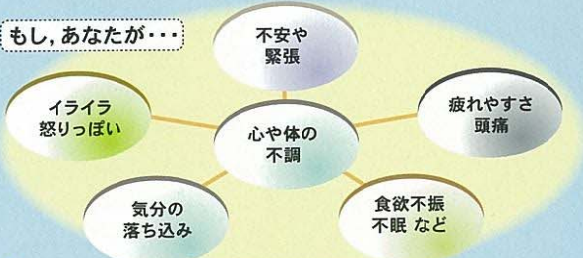 もし,あなたが・・・
不安や
緊張
イライラ
怒りっぽい
心や体の
不調
疲れやすさ
頭痛
気分の
落ち込み
食欲不振
不眠 など